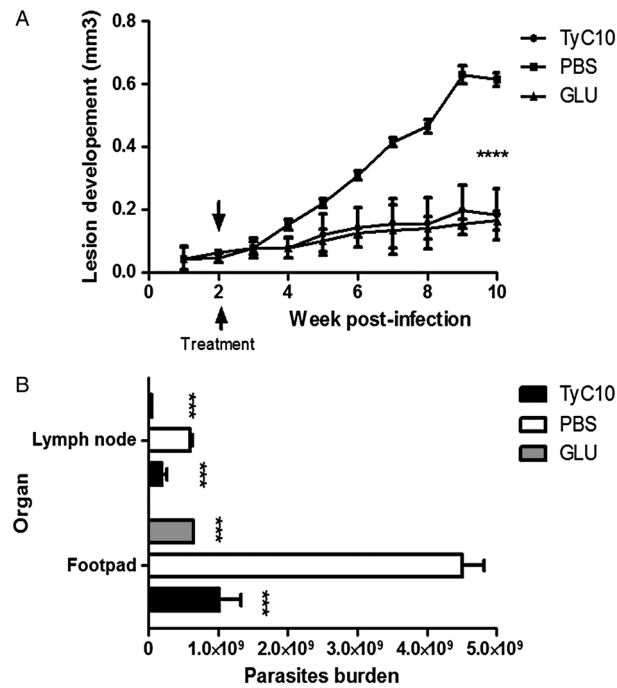 A
Lesion developement (mm3)
0.8
0.6
0.4
0.2
0.0
0
2
4
6
8
10
Week post-infection
Treatment
****
TyC10
PBS
GLU
B
Organ
Lymph node
Footpad
***
***
***
***
0
1.0×10⁹
2.0×10⁹
3.0×10⁹
4.0×10⁹
5.0×10⁹
Parasites burden
TyC10
PBS
GLU